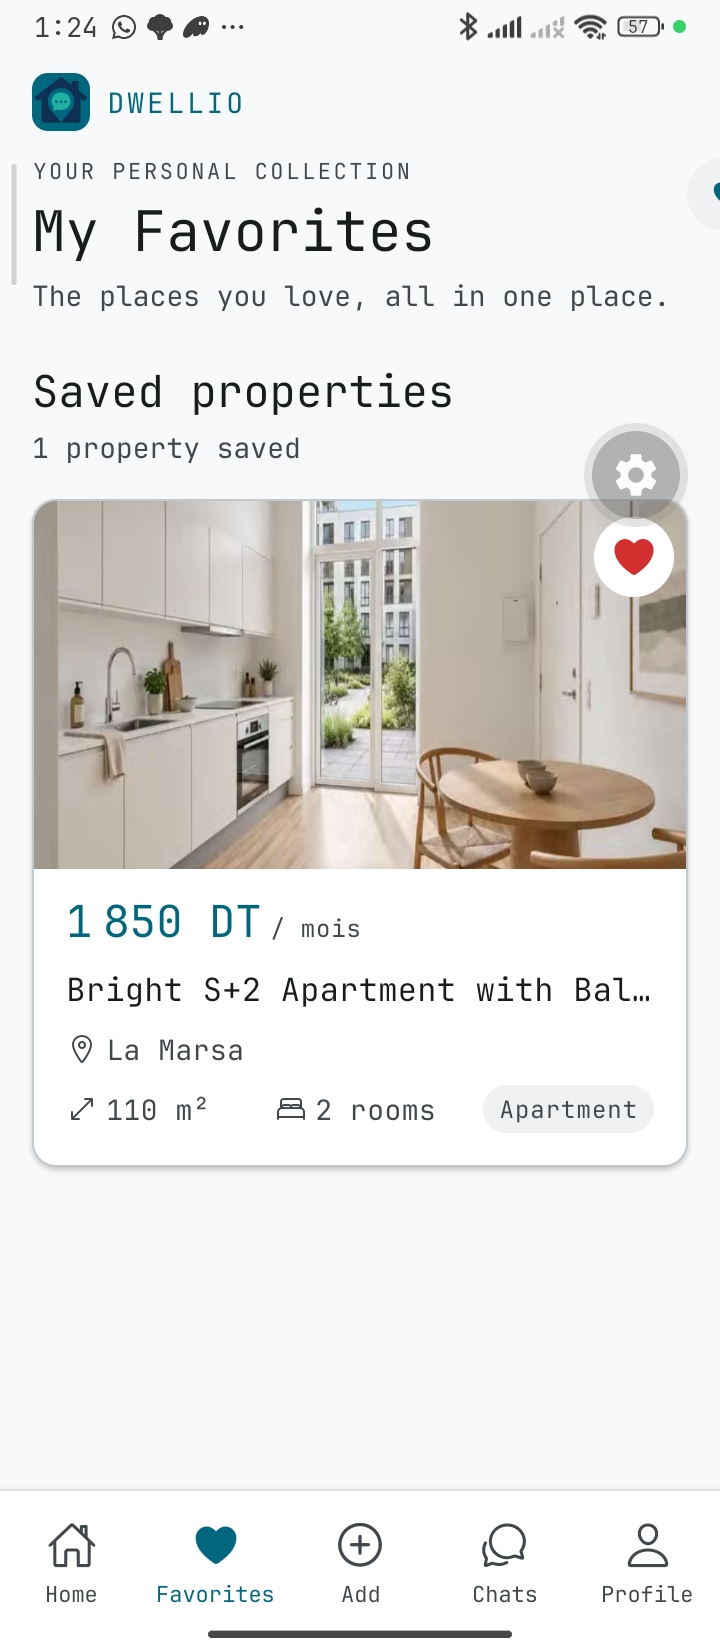 1:24
57
DWELLIO
YOUR PERSONAL COLLECTION
My Favorites
The places you love, all in one place.
Saved properties
1 property saved
1 850 DT / mois
Bright S+2 Apartment with Bal…
La Marsa
110 m² 2 rooms Apartment
Home Favorites Add Chats Profile